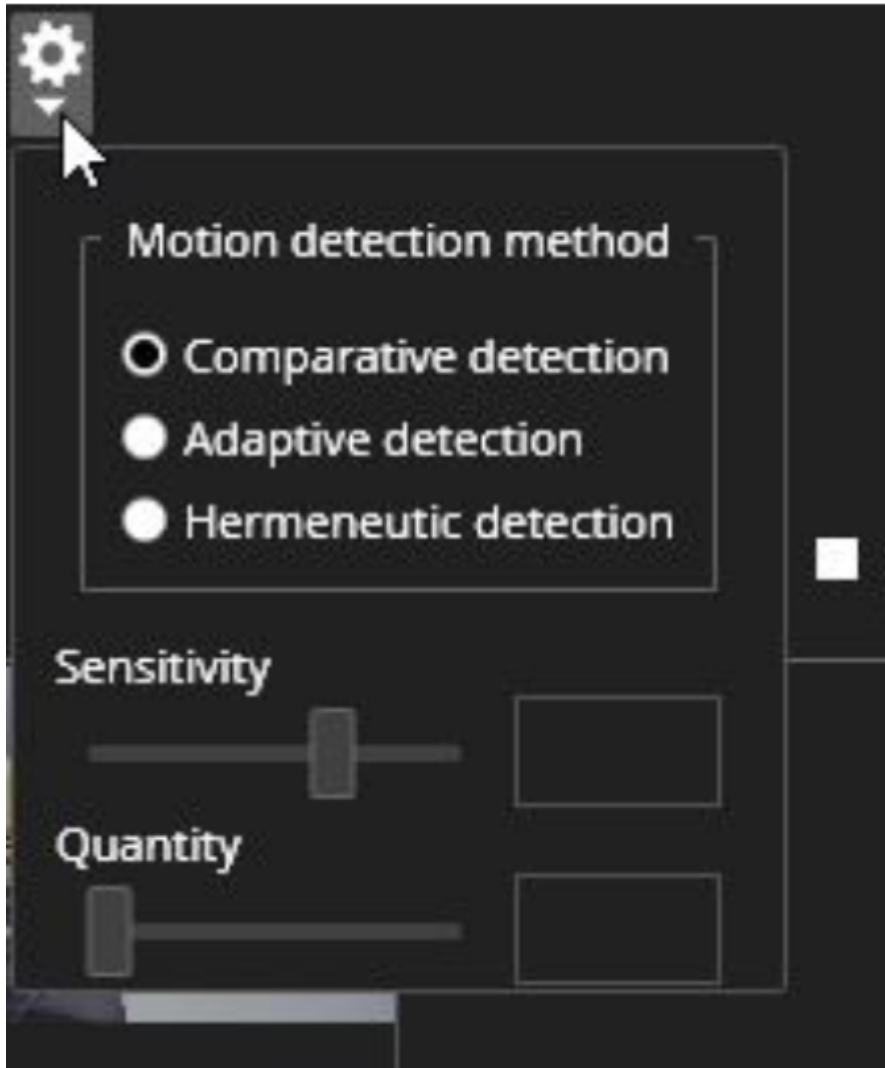 Motion detection method
Comparative detection
Adaptive detection
Hermeneutic detection
Sensitivity
Quantity